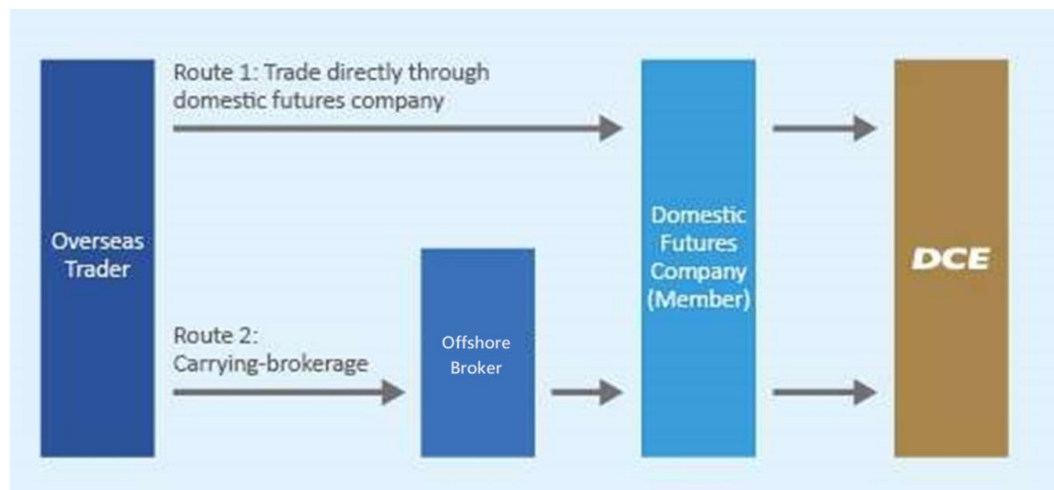 Route 1: Trade directly through
domestic futures company
Overseas
Trader
Domestic
Futures
Company
(Member)
DCE
Route 2:
Carrying-brokerage
Offshore
Broker